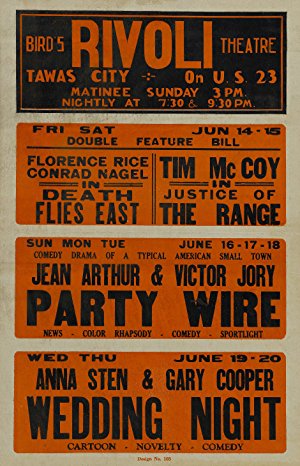 BIRD'S RIVOLI THEATRE
TAWAS CITY -:- On U.S. 23
MATINEE SUNDAY 3 P.M.
NIGHTLY AT 7.30 & 9.30 P.M.
FRI SAT JUN 14-15
DOUBLE FEATURE BILL
FLORENCE RICE
CONRAD NAGEL
IN
DEATH
FLIES EAST
TIM McCOY
IN
JUSTICE OF
THE RANGE
SUN MON TUE JUNE 16-17-18
COMEDY DRAMA OF A TYPICAL AMERICAN SMALL TOWN
JEAN ARTHUR & VICTOR JORY
PARTY WIRE
NEWS - COLOR RHAPSODY - COMEDY - SPORTLIGHT
WED THU JUNE 19-20
ANNA STEN & GARY COOPER
WEDDING NIGHT
CARTOON - NOVELTY - COMEDY
Design No. 103